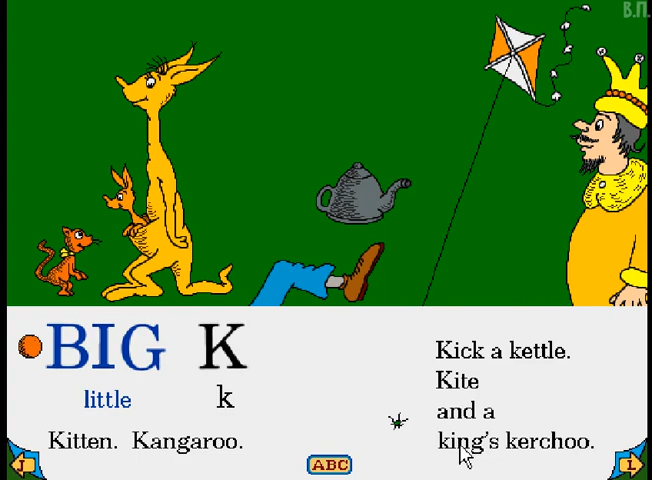 В.П.
BIG K
little k
Kitten. Kangaroo.
Kick a kettle.
Kite
and a
king's kerchoo.
J
ABC
L